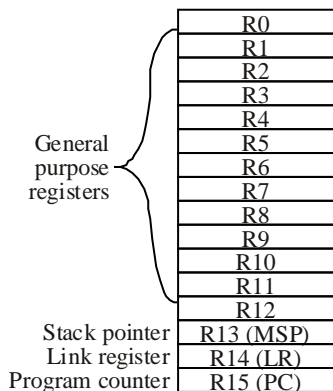 R0
R1
R2
R3
R4
General
R5
purpose
R6
registers
R7
R8
R9
R10
R11
R12
Stack pointer R13 (MSP)
Link register R14 (LR)
Program counter R15 (PC)